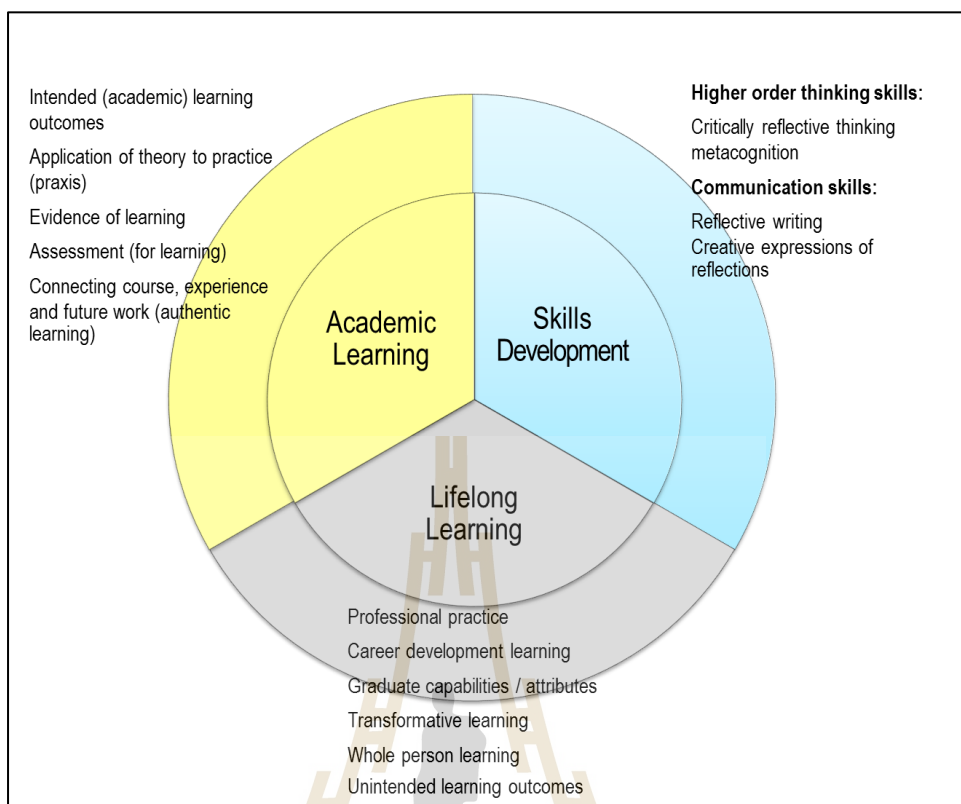 Intended (academic) learning
outcomes
Application of theory to practice
(praxis)
Evidence of learning
Assessment (for learning)
Connecting course, experience
and future work (authentic
learning)
Higher order thinking skills:
Critically reflective thinking
metacognition
Communication skills:
Reflective writing
Creative expressions of
reflections
Academic
Learning
Skills
Development
Lifelong
Learning
Professional practice
Career development learning
Graduate capabilities / attributes
Transformative learning
Whole person learning
Unintended learning outcomes